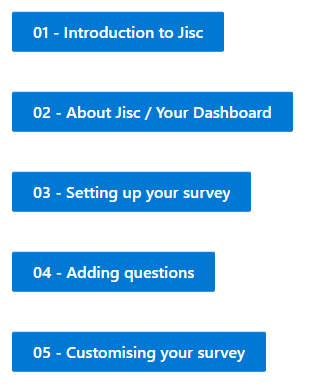 01 - Introduction to Jisc
02 - About Jisc / Your Dashboard
03 - Setting up your survey
04 - Adding questions
05 - Customising your survey